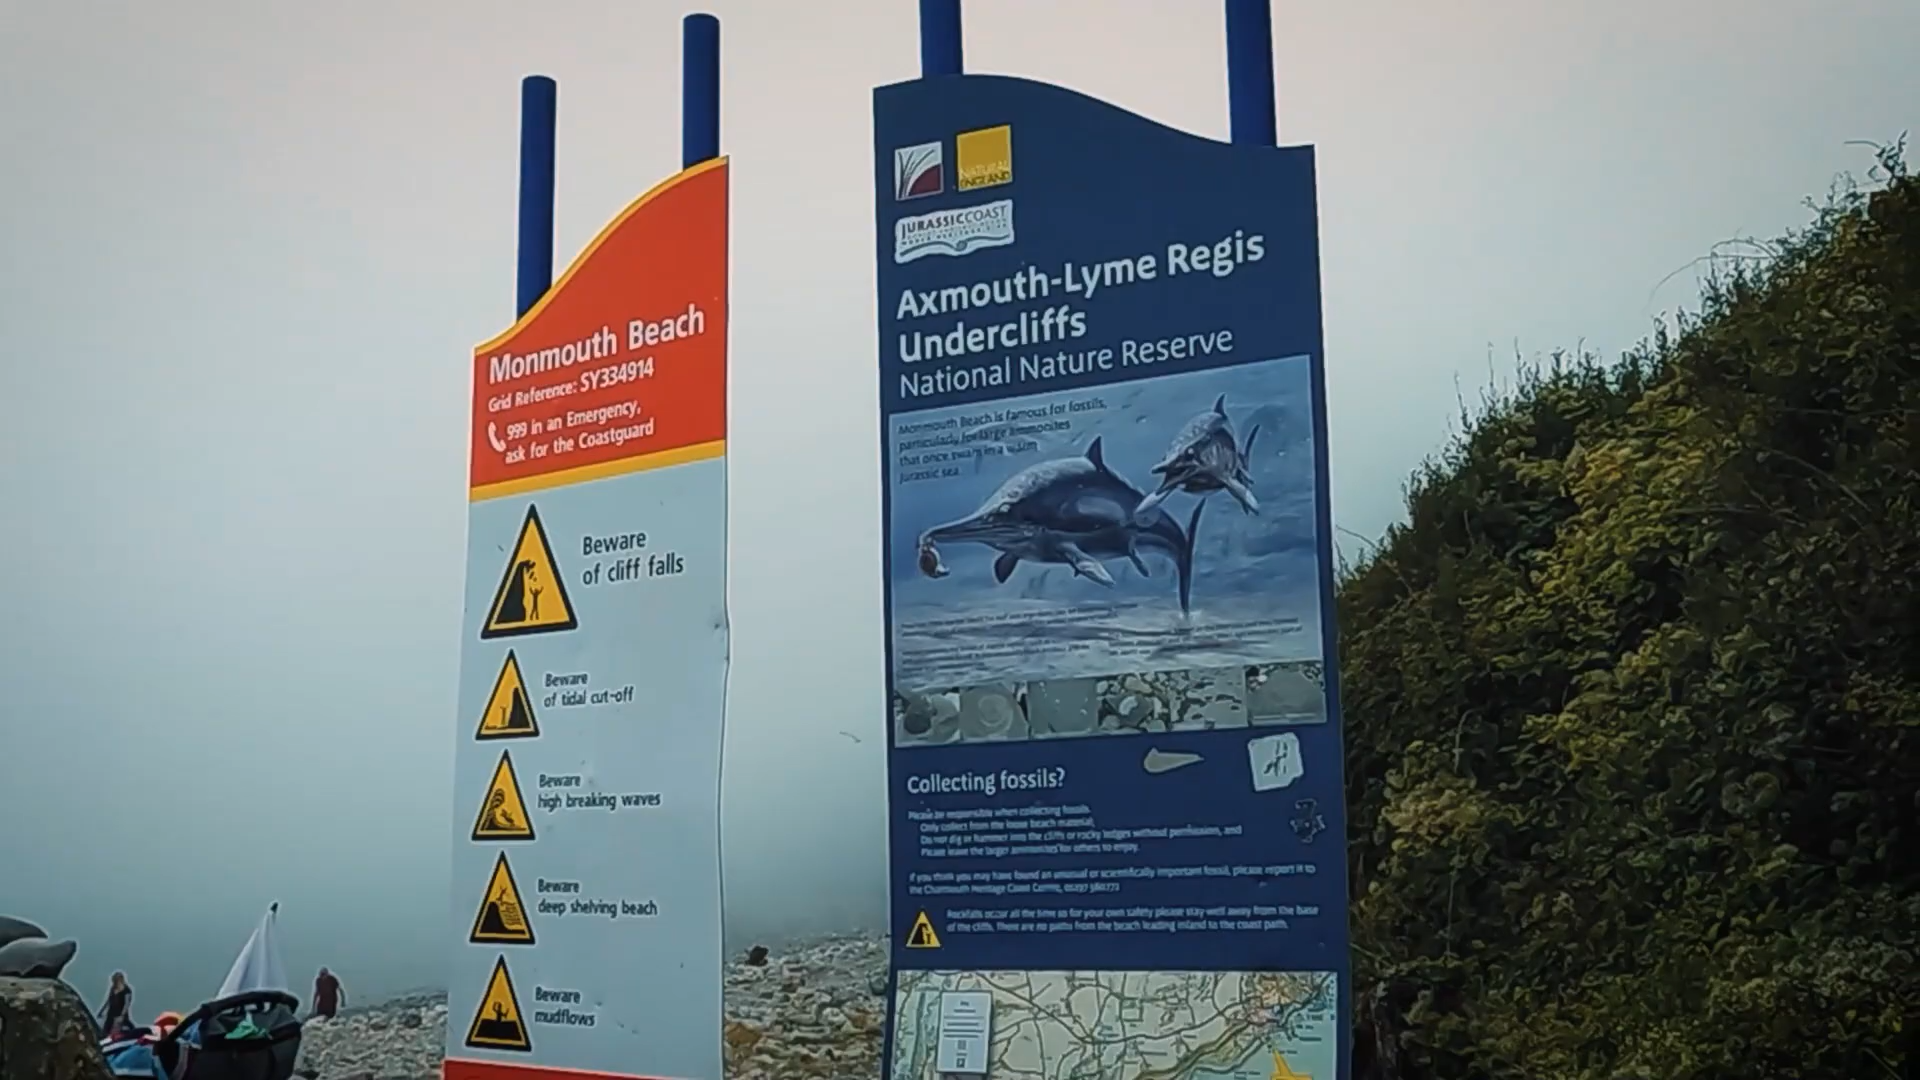 Monmouth Beach
Grid Reference: SY334914
999 in an Emergency,
ask for the Coastguard
Beware
of cliff falls
Beware
of tidal cut-off
Beware
high breaking waves
Beware
deep shelving beach
Beware
mudflows
NATURAL
ENGLAND
JURASSIC COAST
WORLD HERITAGE SITE
Axmouth-Lyme Regis
Undercliffs
National Nature Reserve
Monmouth Beach is famous for fossils,
particularly for large ammonites
that once swam in a warm
Jurassic sea.
Collecting fossils?
Please be responsible when collecting fossils.
Only collect from the loose beach material,
Do not dig or hammer into the cliffs or rocky ledges without permission, and
Please leave the larger ammonites for others to enjoy.
If you think you may have found an unusual or scientifically important fossil, please report it to
the Charmouth Heritage Coast Centre,
Rockfalls occur all the time so for your own safety please stay well away from the base
of the cliffs. There are no paths from the beach leading inland to the coast path.